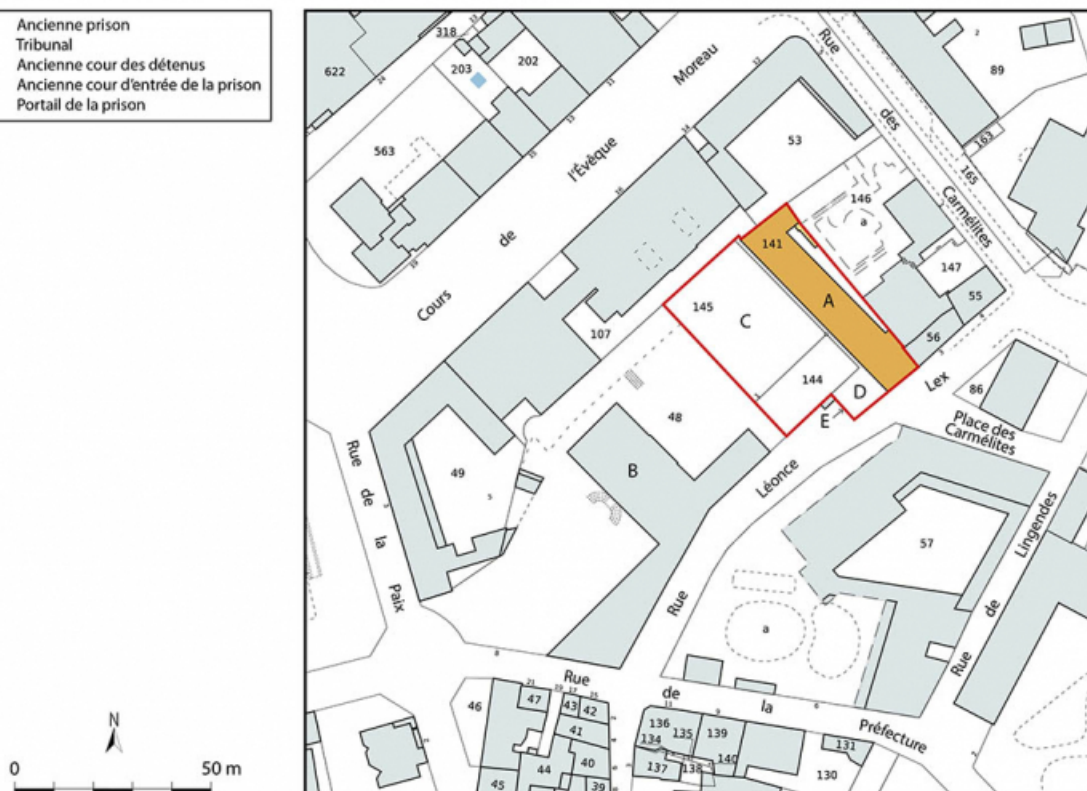 Ancienne prison
Tribunal
Ancienne cour des détenus
Ancienne cour d'entrée de la prison
Portail de la prison
318
203
202
622
563
Moreau
l'Évêque
de
Cours
Rue
des
Carmélites
89
163
165
53
146
a
147
55
56
141
A
145
C
144
D
E
107
48
B
49
Lex
Léonce
Rue
86
Place des
Carmélites
57
a
Lingendes
de
Rue
Rue
de
la
Paix
Rue
de
la
Préfecture
46
47
43
42
41
40
44
45
39
136
135
134
137
138
139
140
131
130
N
0
50 m